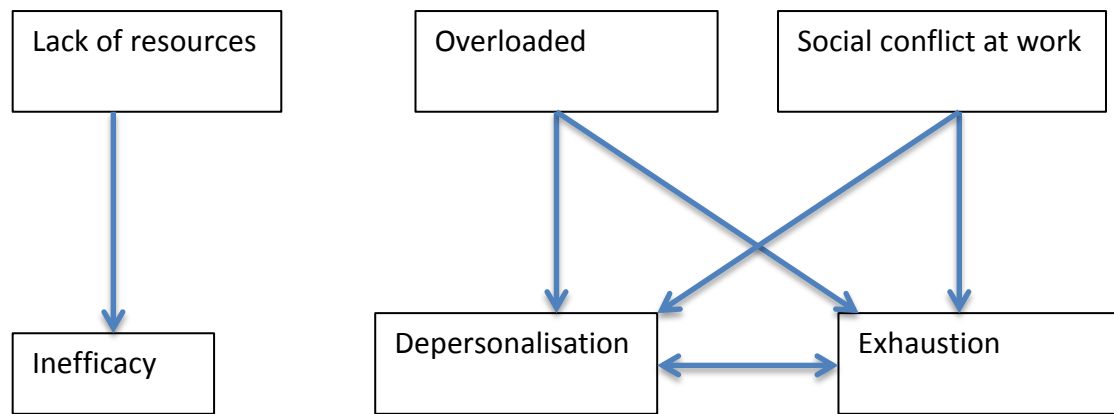 Lack of resources
Overloaded
Social conflict at work
Inefficacy
Depersonalisation
Exhaustion